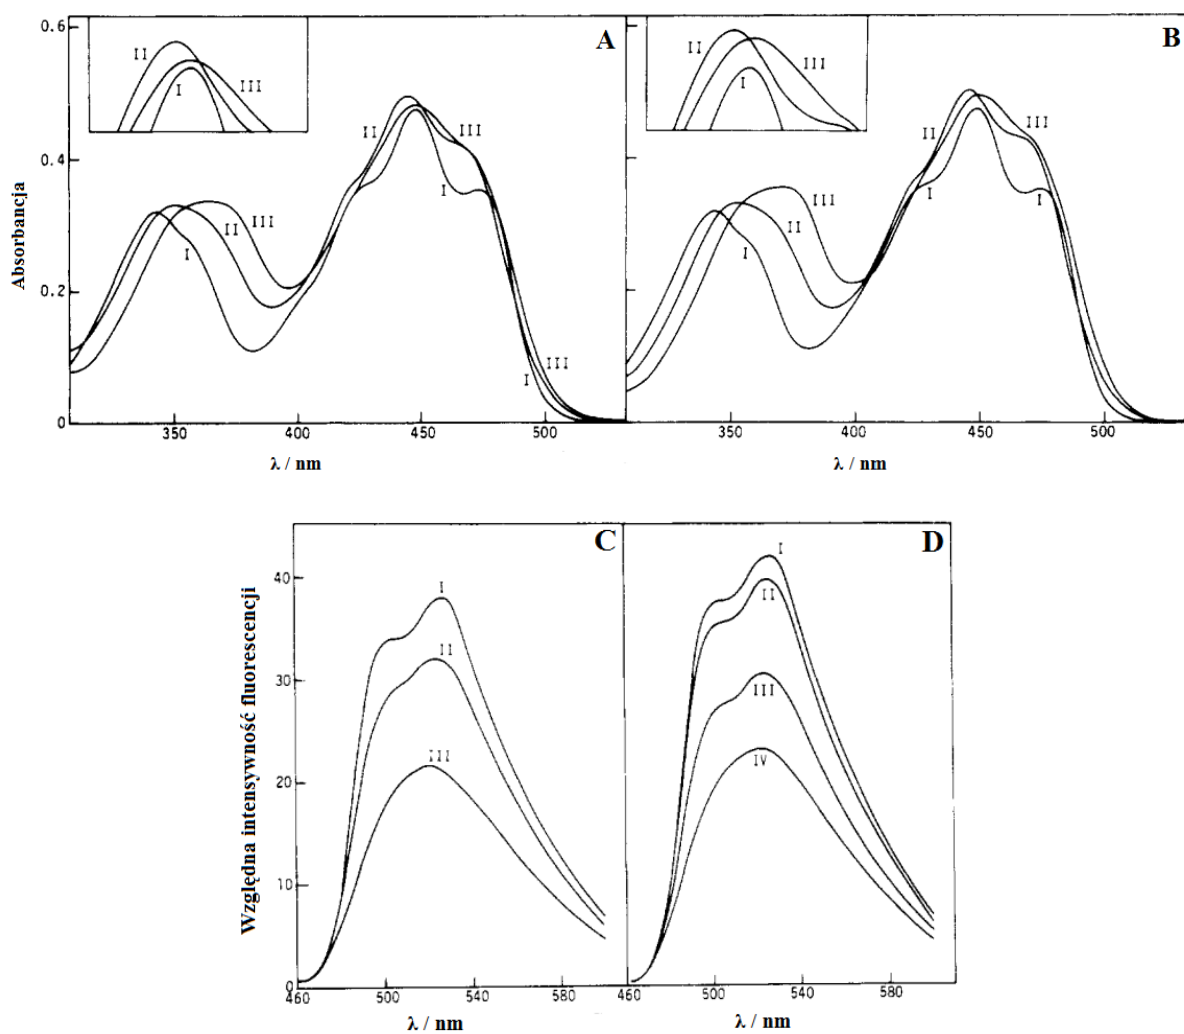 A
II
III
I
0.6
II
III
I
0.4
III
II
I
0.2
III
I
0
350
400
450
500
λ / nm
Absorbancja
B
II
III
I
II
III
I
I
III
II
I
350
400
450
500
λ / nm
C
I
II
III
40
30
20
10
0
460
500
540
580
λ / nm
Względna intensywność fluorescencji
D
I
II
III
IV
460
500
540
580
λ / nm